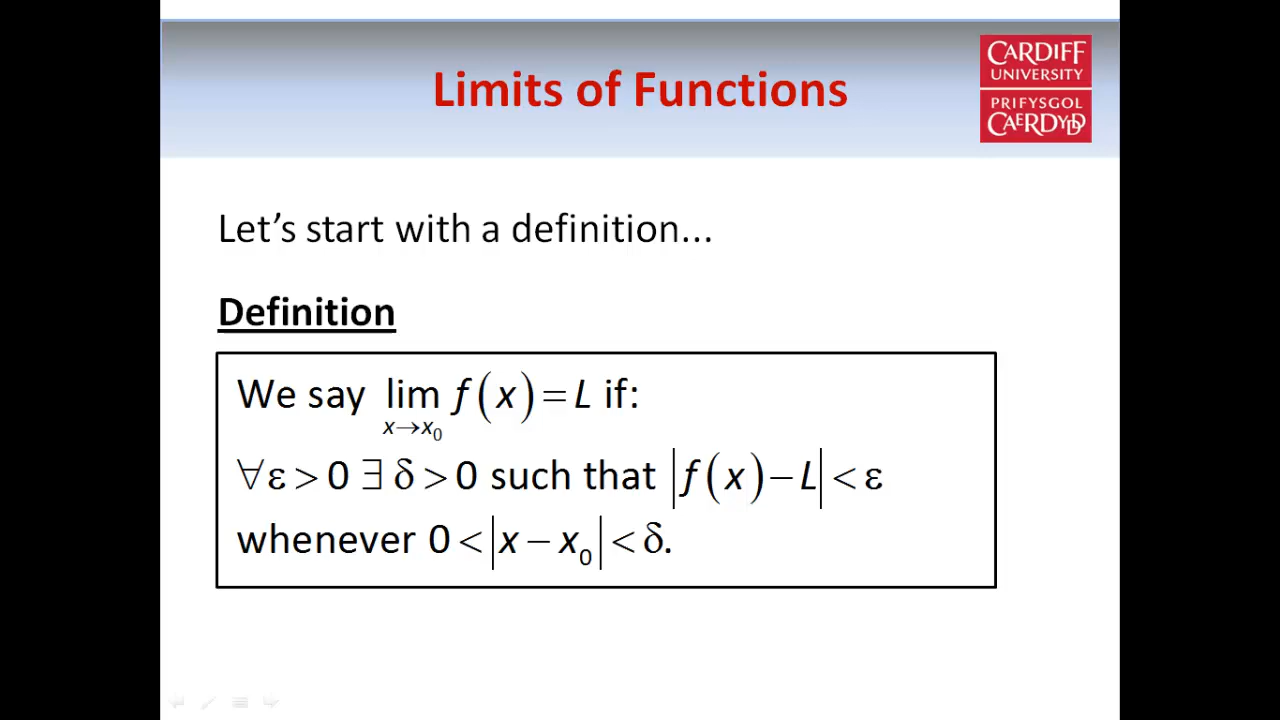 Limits of Functions
CARDIFF
UNIVERSITY
PRIFYSGOL
CAERDYDD
Let’s start with a definition...
Definition
We say lim f(x) = L if:
x→x₀
∀ε > 0 ∃ δ > 0 such that |f(x) − L| < ε
whenever 0 < |x − x₀| < δ.